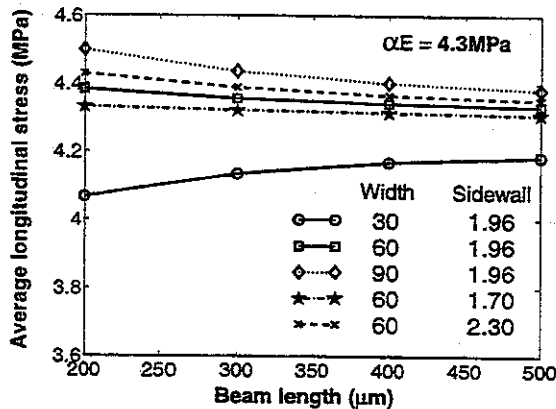 4.6
αE = 4.3MPa
4.4
4.2
4
3.8
3.6
Average longitudinal stress (MPa)
Width Sidewall
30 1.96
60 1.96
90 1.96
60 1.70
60 2.30
200 250 300 350 400 450 500
Beam length (μm)